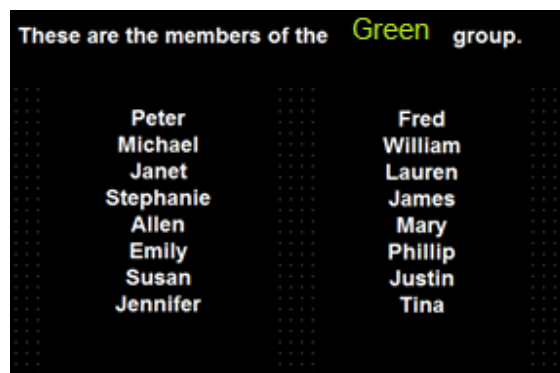 These are the members of the Green group.
Peter
Michael
Janet
Stephanie
Allen
Emily
Susan
Jennifer
Fred
William
Lauren
James
Mary
Phillip
Justin
Tina